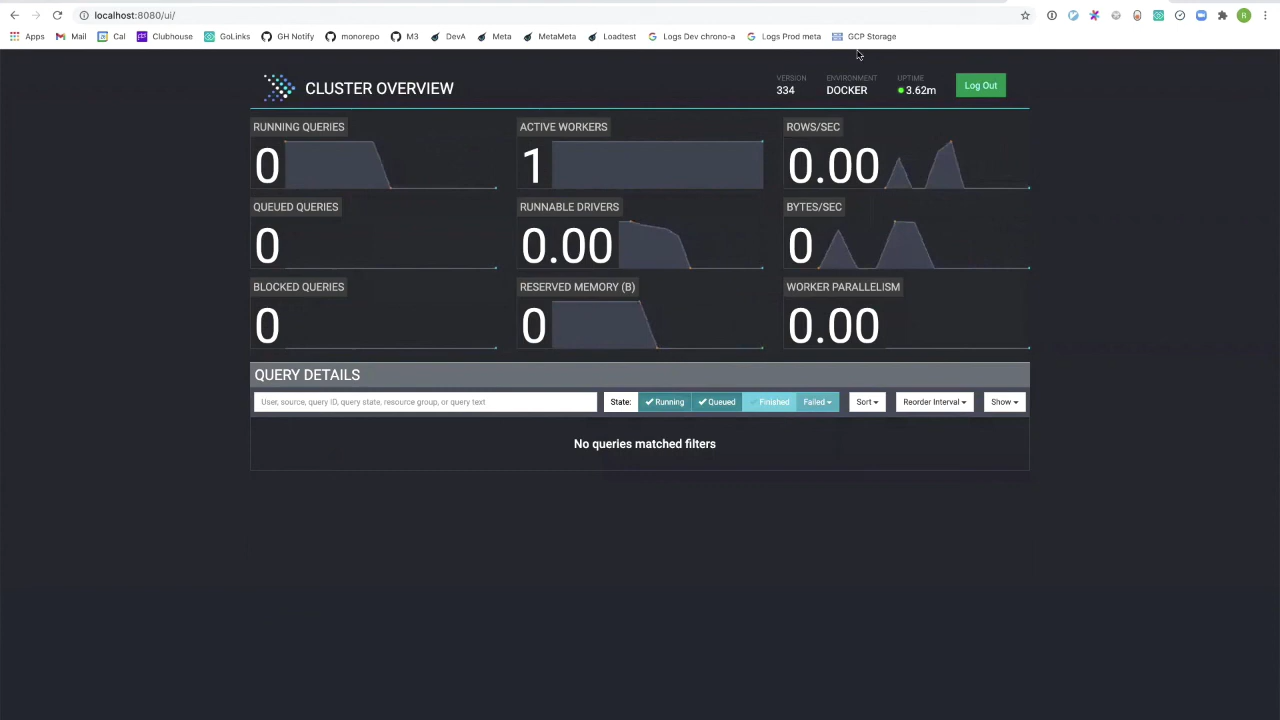 localhost:8080/ui/
R
Apps Mail Cal Clubhouse GoLinks GH Notify monorepo M3 DevA Meta MetaMeta Loadtest Logs Dev chrono-a Logs Prod meta GCP Storage
CLUSTER OVERVIEW
VERSION
334
ENVIRONMENT
DOCKER
UPTIME
3.62m
Log Out
RUNNING QUERIES
0
ACTIVE WORKERS
1
ROWS/SEC
0.00
QUEUED QUERIES
0
RUNNABLE DRIVERS
0.00
BYTES/SEC
0
BLOCKED QUERIES
0
RESERVED MEMORY (B)
0
WORKER PARALLELISM
0.00
QUERY DETAILS
User, source, query ID, query state, resource group, or query text
State: Running Queued Finished Failed Sort Reorder Interval Show
No queries matched filters